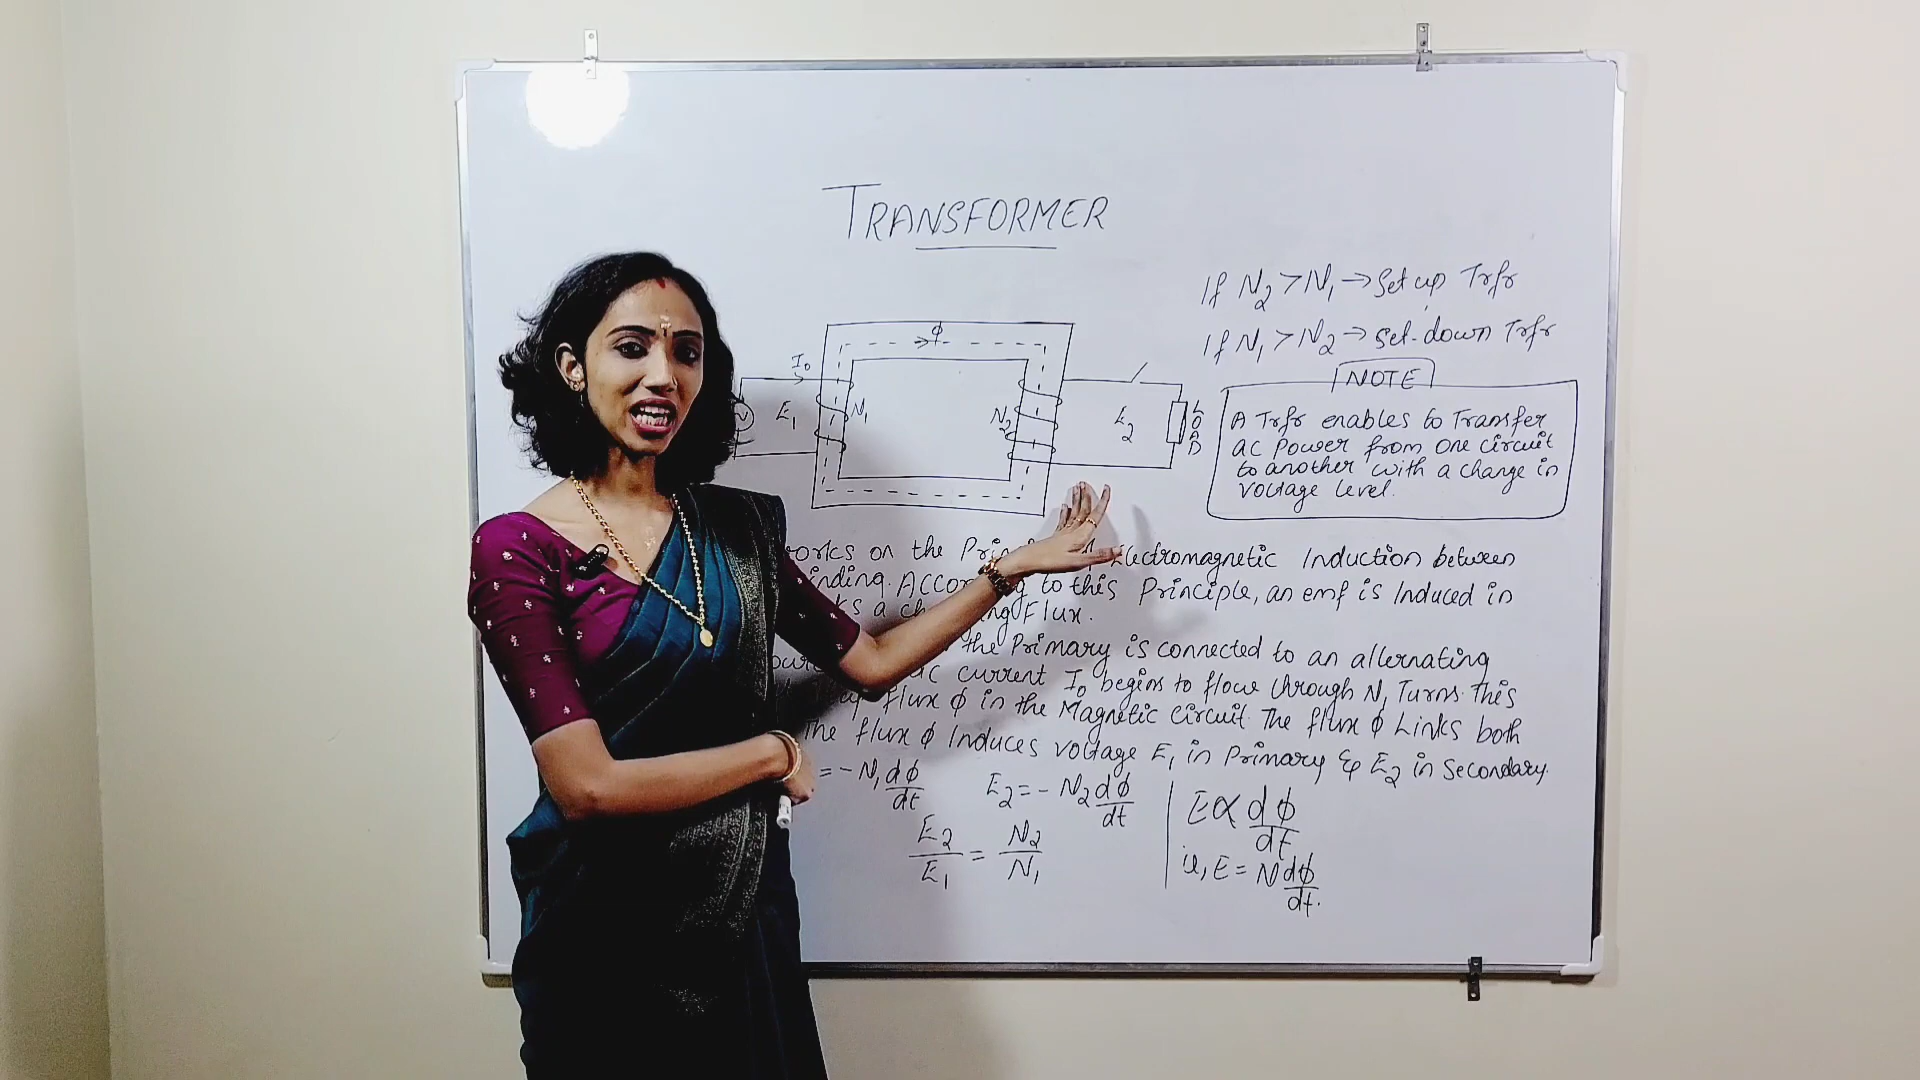 TRANSFORMER
If N₂ > N₁ → Set up Trfr
If N₁ > N₂ → Set-down Trfr
NOTE
A Trfr enables to Transfer
AC Power from one circuit
to another with a change in
Voltage level.
ϕ
I₀
E₁
N₁
N₂
E₂
LOAD
works on the Electromagnetic Induction between
inding. According to this Principle, an emf is Induced in
a Flux.
the Primary is connected to an alternating
current I₀ begins to flow through N₁ Turns. This
flux ϕ in the Magnetic circuit. The flux ϕ Links both
The flux ϕ Induces voltage E₁ in Primary & E₂ in Secondary.
= -N₁ dϕ/dt
E₂ = - N₂ dϕ/dt
E₂/E₁ = N₂/N₁
E ∝ dϕ/dt
ie, E = N dϕ/dt.